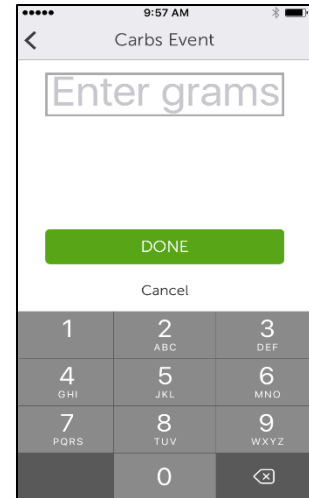 9:57 AM
Carbs Event
Enter grams
DONE
Cancel
1 2 3
ABC DEF
4 5 6
GHI JKL MNO
7 8 9
PQRS TUV WXYZ
0